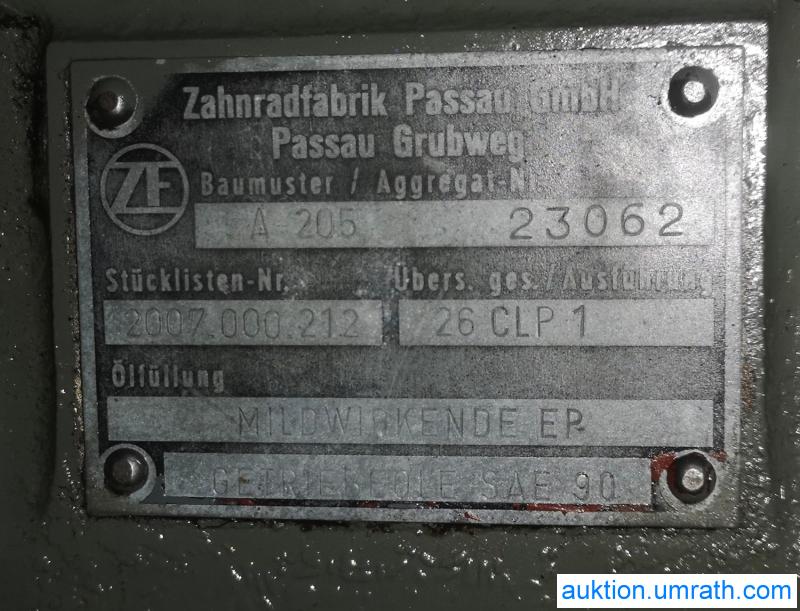 Zahnradfabrik Passau GmbH
Passau Grubweg
ZF
Baumuster / Aggregat-Nr.
A 205 23062
Stücklisten-Nr. Übers. ges./Ausführung
2007.000.212 26 CLP 1
Ölfüllung
MILDWIRKENDE EP
GETRIEBEÖLE SAE 90
auktion.umrath.com